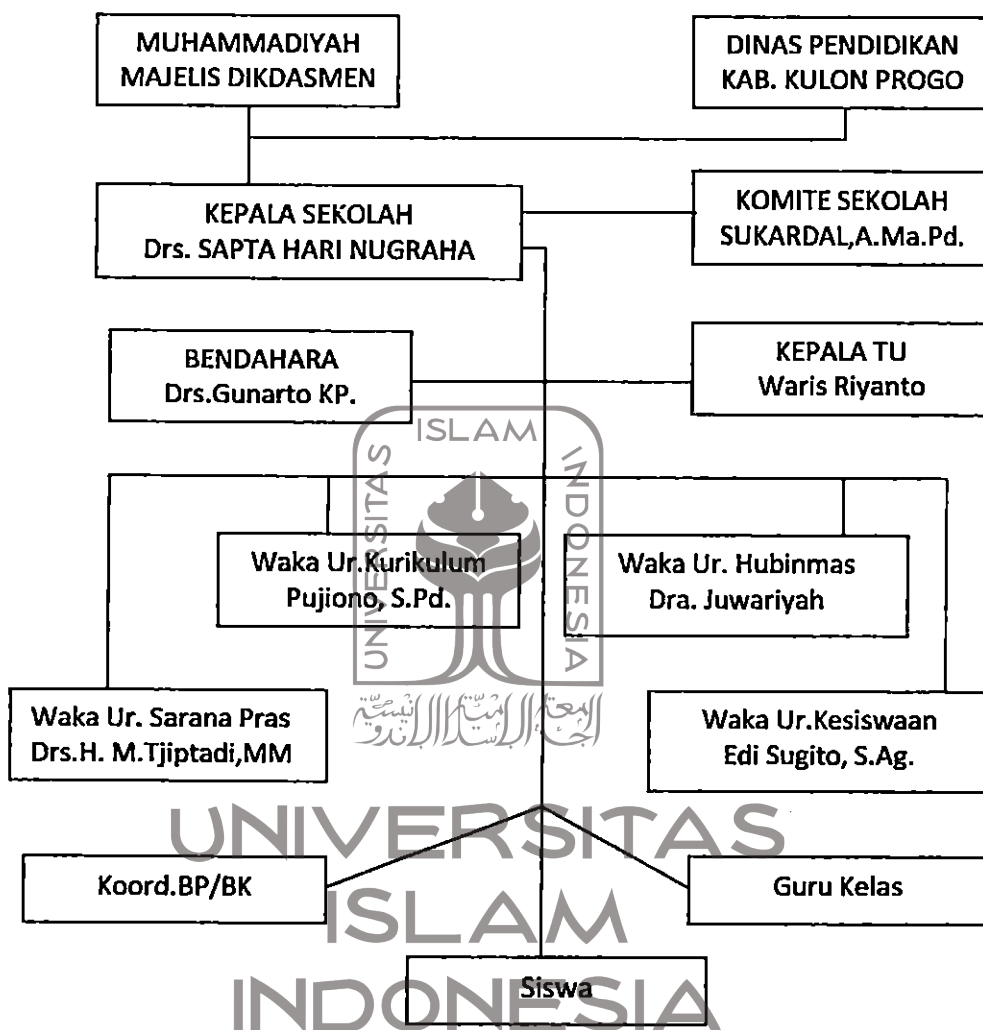 MUHAMMADIYAH
MAJELIS DIKDASMEN
DINAS PENDIDIKAN
KAB. KULON PROGO
KEPALA SEKOLAH
Drs. SAPTA HARI NUGRAHA
KOMITE SEKOLAH
SUKARDAL,A.Ma.Pd.
BENDAHARA
Drs.Gunarto KP.
KEPALA TU
Waris Riyanto
UNIVERSITAS
ISLAM
INDONESIA
Waka Ur.Kurikulum
Pujiono, S.Pd.
Waka Ur. Hubinmas
Dra. Juwariyah
Waka Ur. Sarana Pras
Drs.H. M.Tjiptadi,MM
Waka Ur.Kesiswaan
Edi Sugito, S.Ag.
UNIVERSITAS
Koord.BP/BK
Guru Kelas
ISLAM
Siswa
INDONESIA